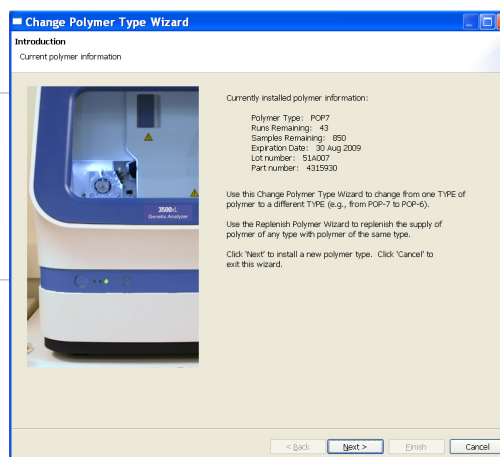 Change Polymer Type Wizard
Introduction
Current polymer information
Currently installed polymer information:
Polymer Type: POP7
Runs Remaining: 43
Samples Remaining: 850
Expiration Date: 30 Aug 2009
Lot number: 51A007
Part number: 4315930
3500xL
Genetic Analyzer
Use this Change Polymer Type Wizard to change from one TYPE of
polymer to a different TYPE (e.g., from POP-7 to POP-6).
Use the Replenish Polymer Wizard to replenish the supply of
polymer of any type with polymer of the same type.
Click 'Next' to install a new polymer type. Click 'Cancel' to
exit this wizard.
< Back Next > Finish Cancel